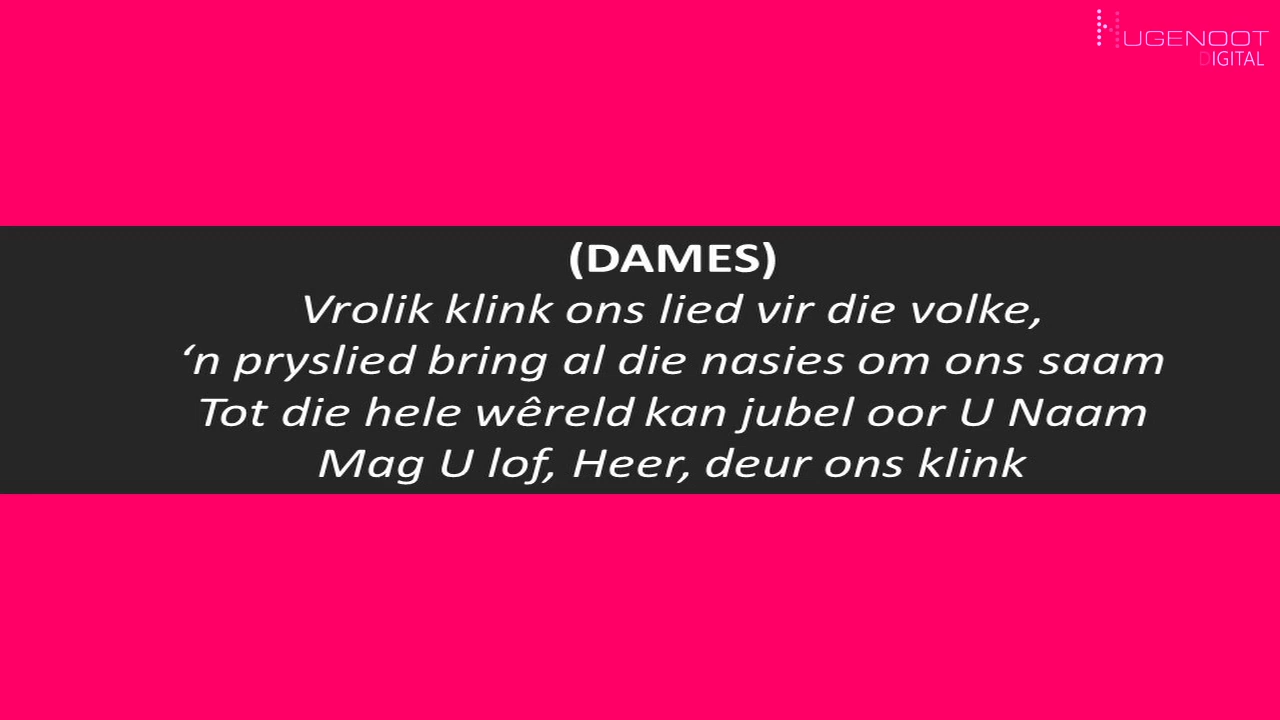 HUGENOOT
DIGITAL
(DAMES)
Vrolik klink ons lied vir die volke,
‘n pryslied bring al die nasies om ons saam
Tot die hele wêreld kan jubel oor U Naam
Mag U lof, Heer, deur ons klink